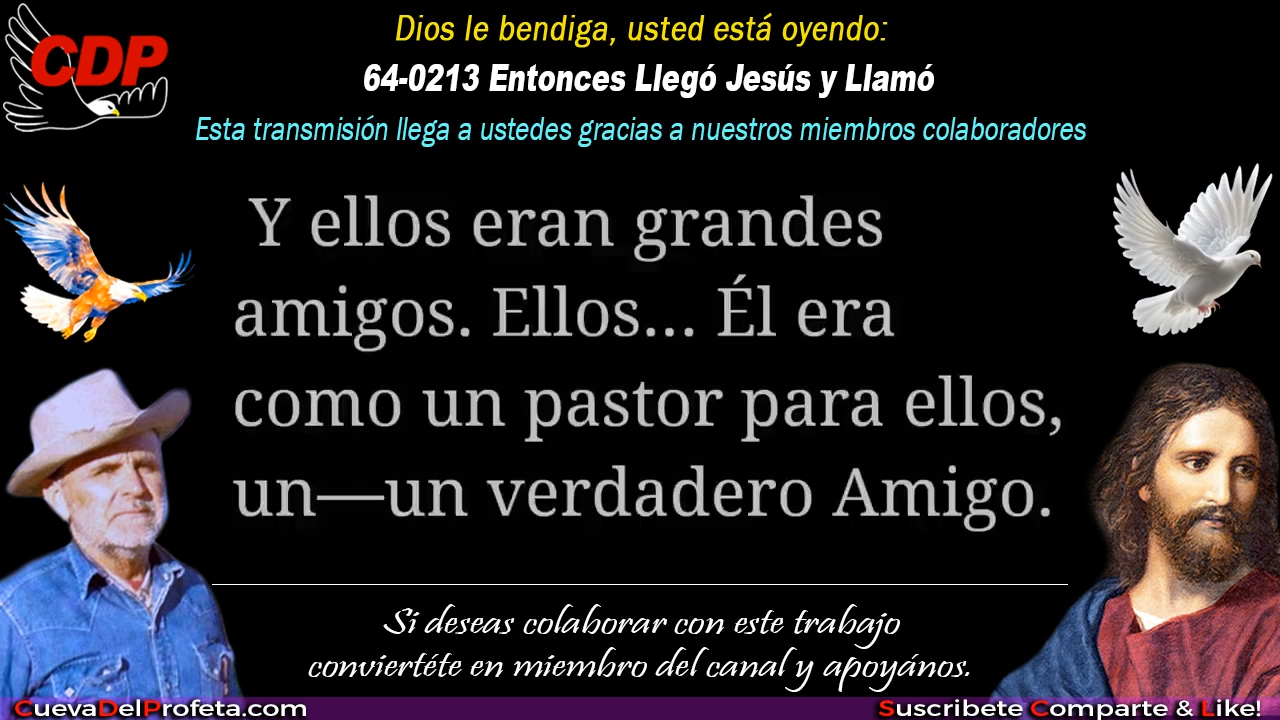 CDP
Dios le bendiga, usted está oyendo:
64-0213 Entonces Llegó Jesús y Llamó
Esta transmisión llega a ustedes gracias a nuestros miembros colaboradores
Y ellos eran grandes
amigos. Ellos... Él era
como un pastor para ellos,
un—un verdadero Amigo.
Si deseas colaborar con este trabajo
conviertéte en miembro del canal y apoyános.
CuevaDelProfeta.com
Suscribete Comparte & Like!